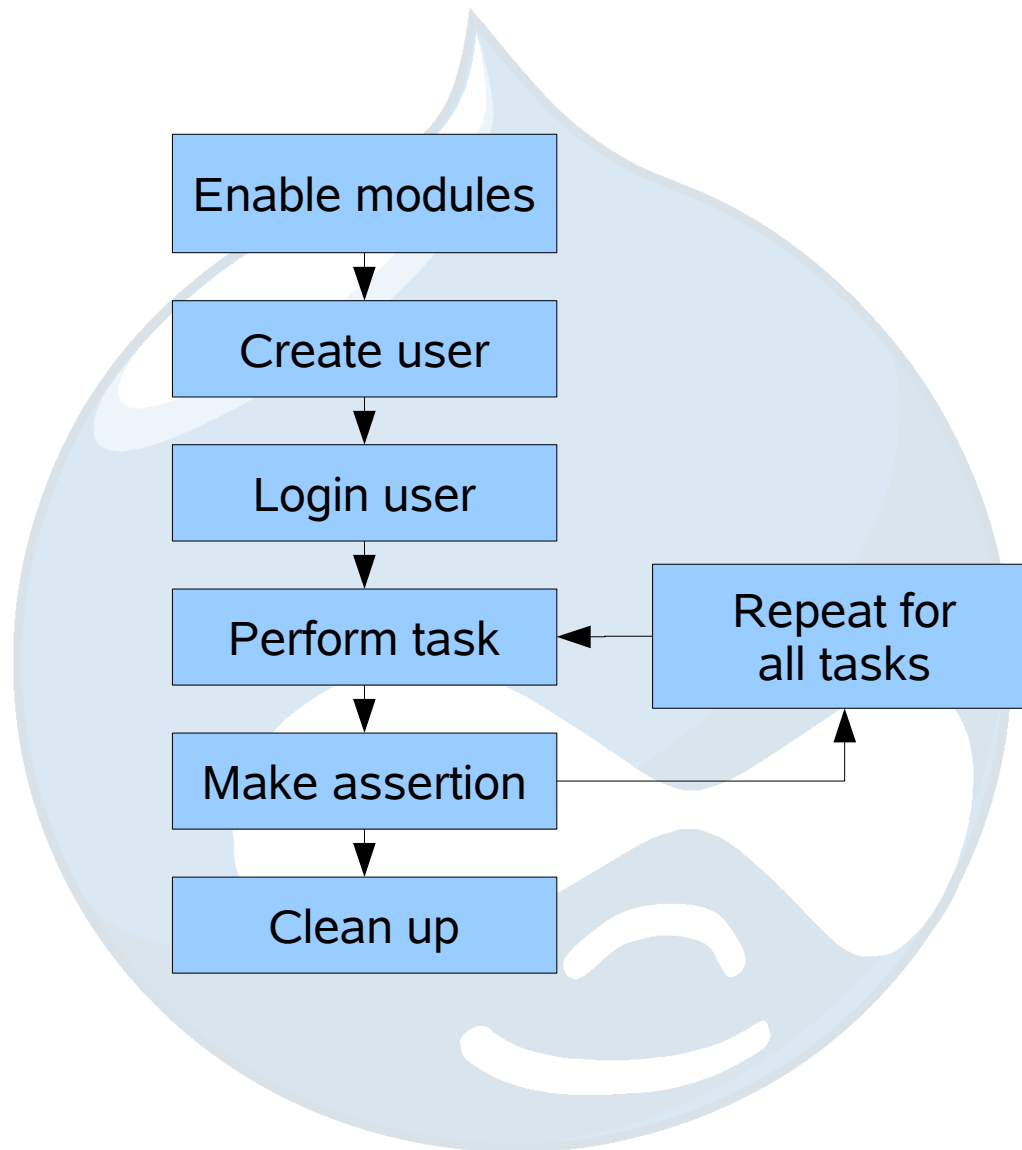 Enable modules
Create user
Login user
Perform task
Repeat for
all tasks
Make assertion
Clean up